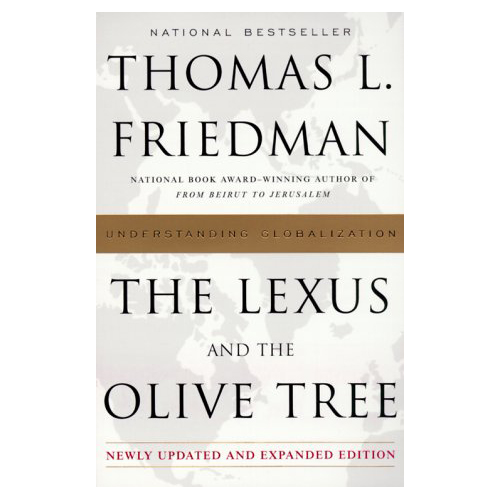 NATIONAL BESTSELLER
THOMAS L.
FRIEDMAN
NATIONAL BOOK AWARD–WINNING AUTHOR OF
FROM BEIRUT TO JERUSALEM
UNDERSTANDING GLOBALIZATION
THE LEXUS
AND THE
OLIVE TREE
NEWLY UPDATED AND EXPANDED EDITION